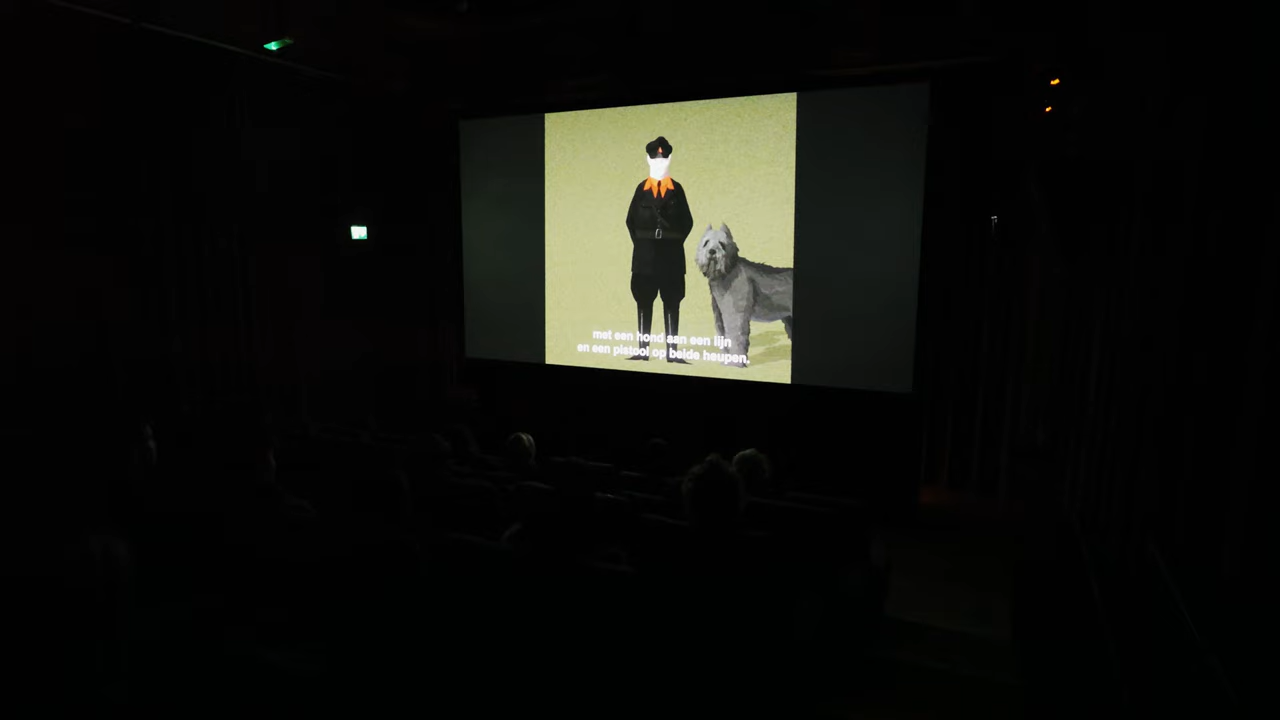 met een hond aan een lijn
en een pistool op beide heupen.